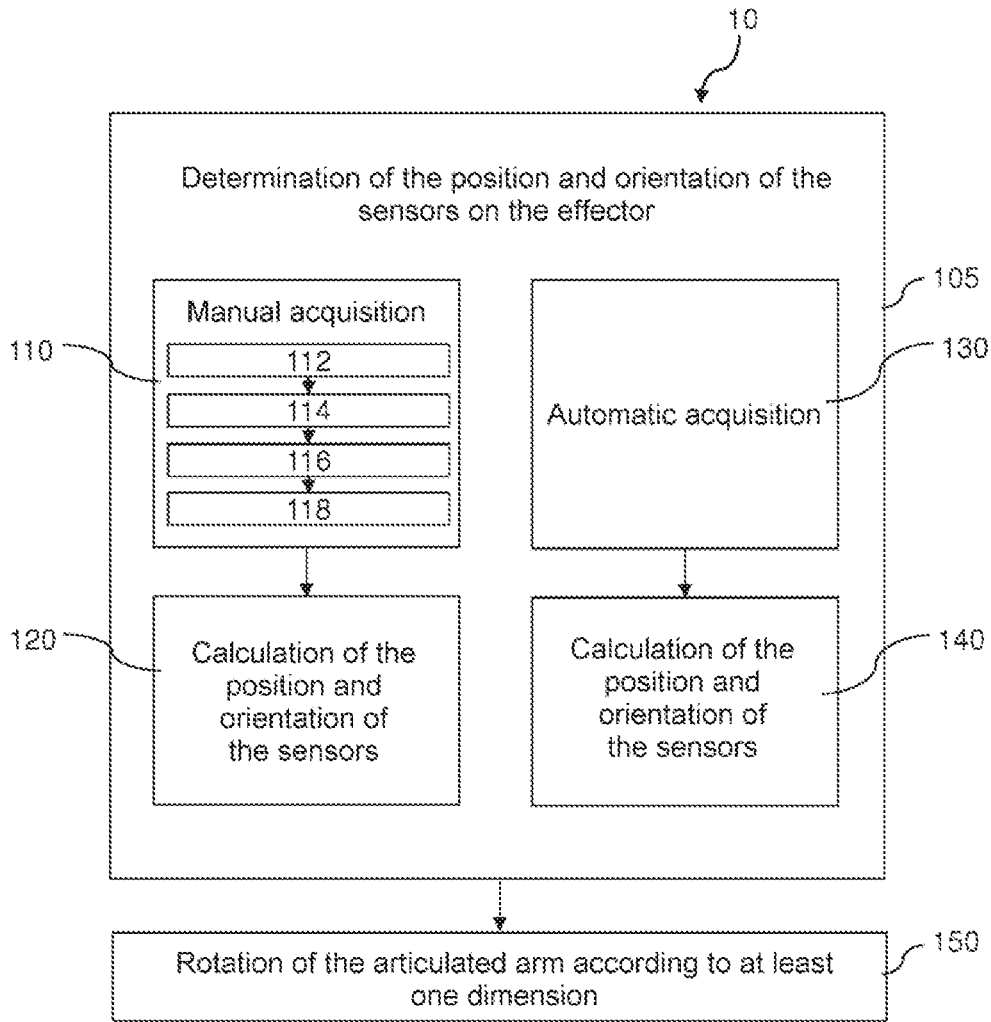 10
Determination of the position and orientation of the
sensors on the effector
105
Manual acquisition
110
112
114
116
118
130
Automatic acquisition
120
Calculation of the
position and
orientation of
the sensors
140
Calculation of the
position and
orientation of
the sensors
150
Rotation of the articulated arm according to at least
one dimension